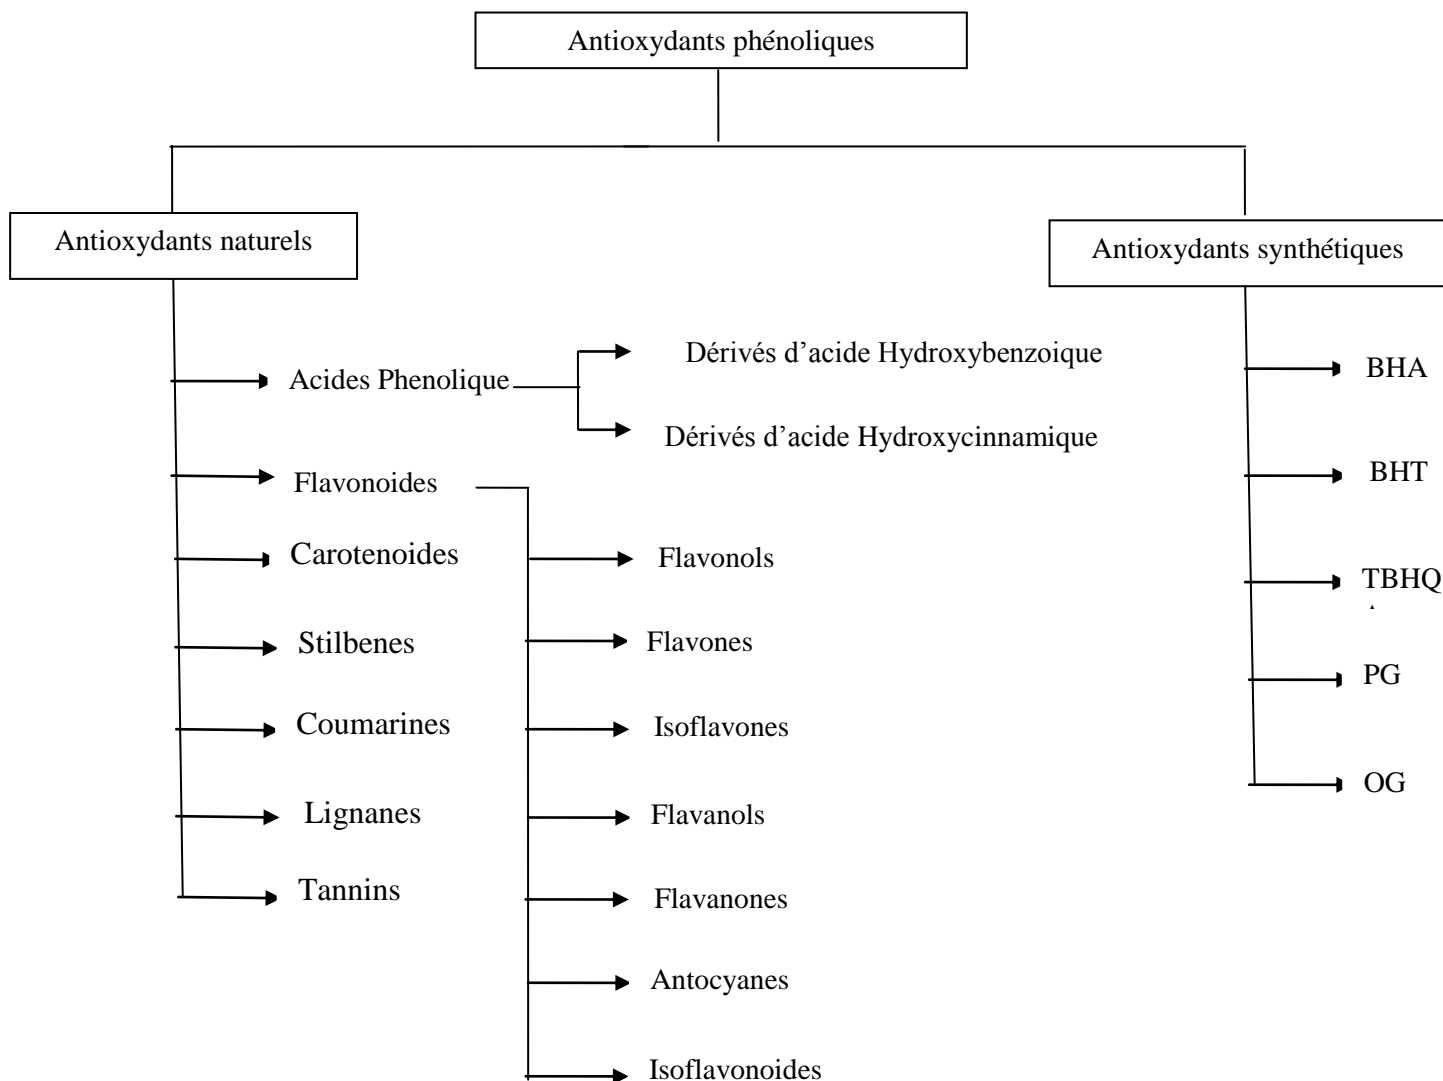 Antioxydants phénoliques
Antioxydants naturels
Antioxydants synthétiques
Acides Phenolique
Dérivés d’acide Hydroxybenzoique
Dérivés d’acide Hydroxycinnamique
Flavonoides
Flavonols
Flavones
Isoflavones
Flavanols
Flavanones
Antocyanes
Isoflavonoides
Carotenoides
Stilbenes
Coumarines
Lignanes
Tannins
BHA
BHT
TBHQ
PG
OG